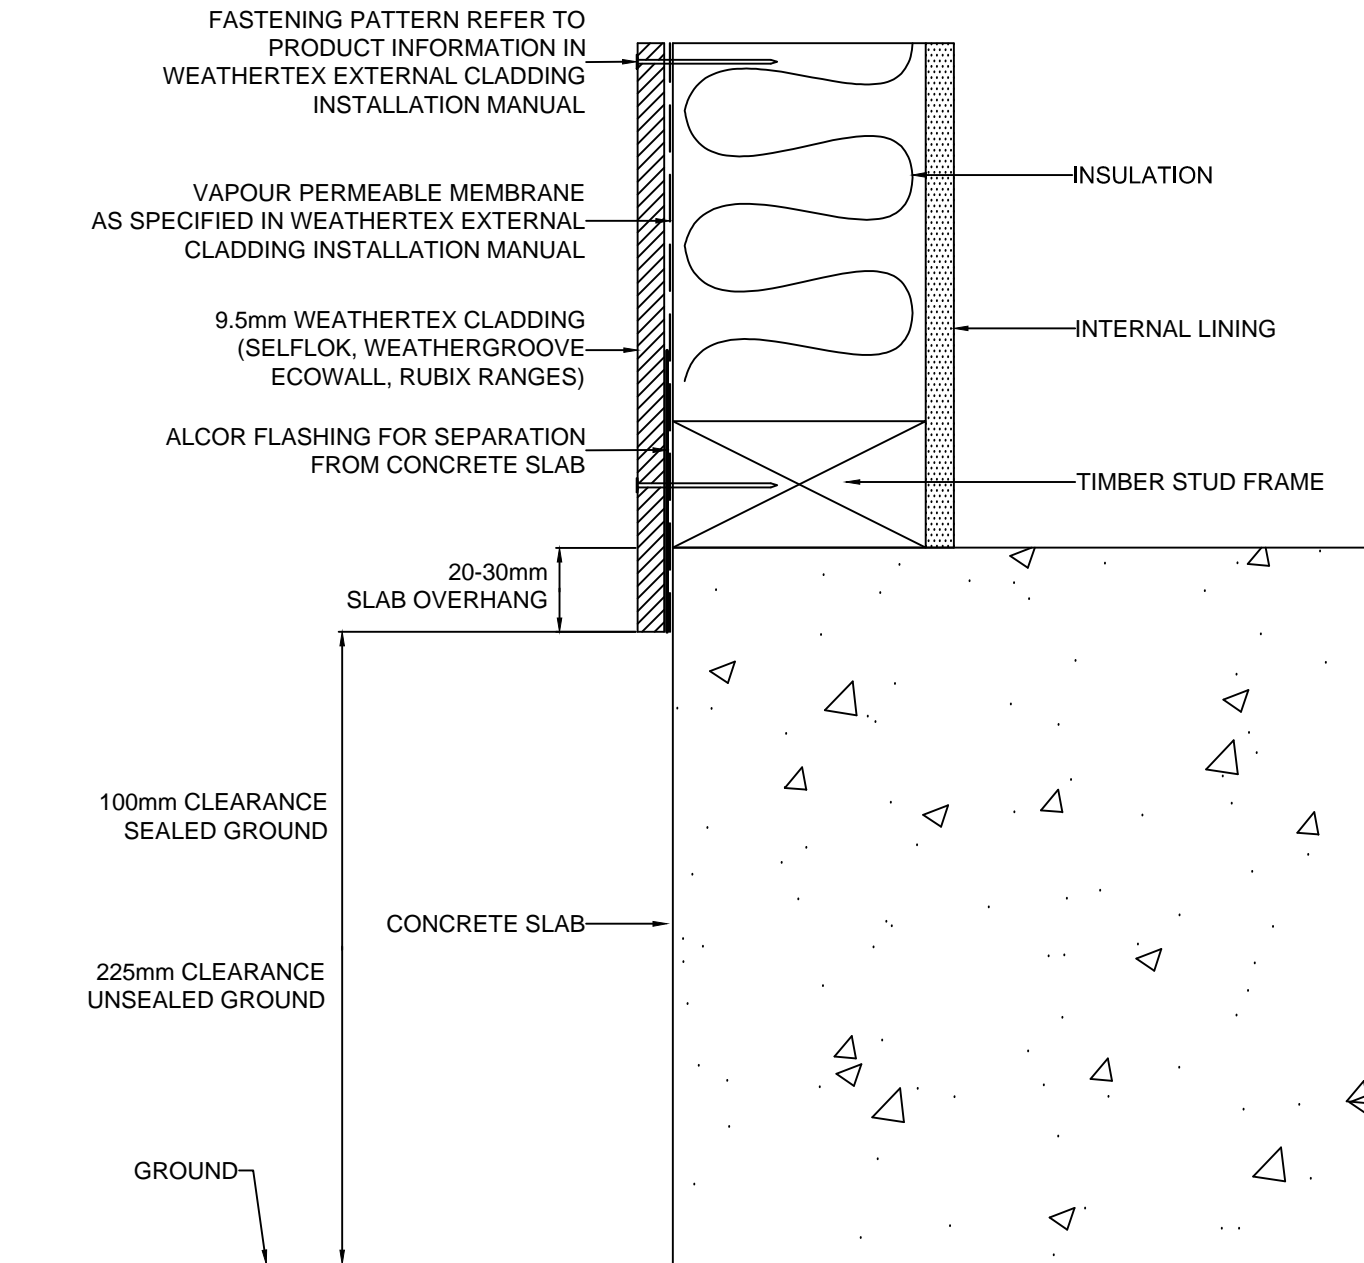 FASTENING PATTERN REFER TO
PRODUCT INFORMATION IN
WEATHERTEX EXTERNAL CLADDING
INSTALLATION MANUAL
VAPOUR PERMEABLE MEMBRANE
AS SPECIFIED IN WEATHERTEX EXTERNAL
CLADDING INSTALLATION MANUAL
9.5mm WEATHERTEX CLADDING
(SELFLOK, WEATHERGROOVE
ECOWALL, RUBIX RANGES)
ALCOR FLASHING FOR SEPARATION
FROM CONCRETE SLAB
20-30mm
SLAB OVERHANG
100mm CLEARANCE
SEALED GROUND
CONCRETE SLAB
225mm CLEARANCE
UNSEALED GROUND
GROUND
INSULATION
INTERNAL LINING
TIMBER STUD FRAME